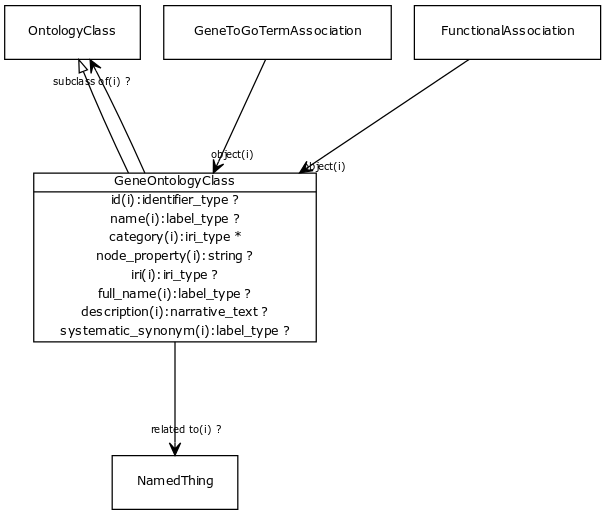 OntologyClass
GeneToGoTermAssociation
FunctionalAssociation
subclass of(i) ?
object(i)
object(i)
GeneOntologyClass
id(i):identifier_type ?
name(i):label_type ?
category(i):iri_type *
node_property(i):string ?
iri(i):iri_type ?
full_name(i):label_type ?
description(i):narrative_text ?
systematic_synonym(i):label_type ?
related to(i) ?
NamedThing